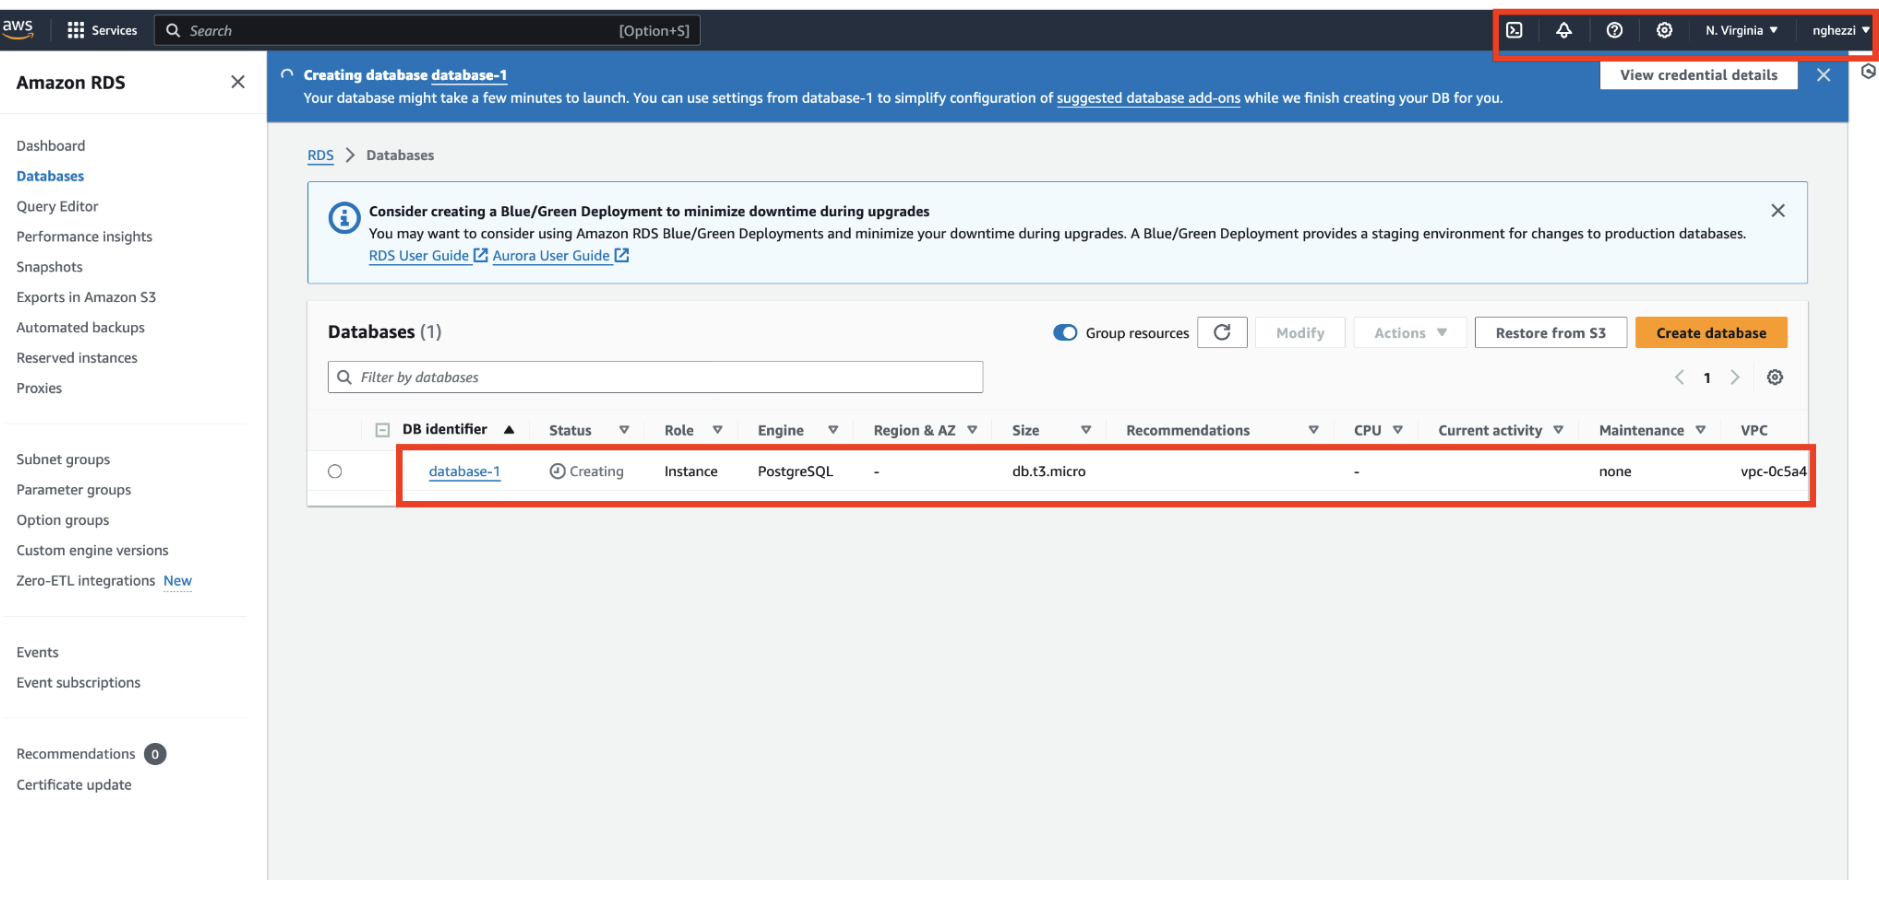 aws
Services
Search
[Option+S]
N. Virginia
nghezzi
Amazon RDS
Creating database database-1
Your database might take a few minutes to launch. You can use settings from database-1 to simplify configuration of suggested database add-ons while we finish creating your DB for you.
View credential details
Dashboard
Databases
Query Editor
Performance insights
Snapshots
Exports in Amazon S3
Automated backups
Reserved instances
Proxies
Subnet groups
Parameter groups
Option groups
Custom engine versions
Zero-ETL integrations New
Events
Event subscriptions
Recommendations 0
Certificate update
RDS > Databases
Consider creating a Blue/Green Deployment to minimize downtime during upgrades
You may want to consider using Amazon RDS Blue/Green Deployments and minimize your downtime during upgrades. A Blue/Green Deployment provides a staging environment for changes to production databases.
RDS User Guide Aurora User Guide
Databases (1)
Group resources
Modify
Actions
Restore from S3
Create database
Filter by databases
1
DB identifier Status Role Engine Region & AZ Size Recommendations CPU Current activity Maintenance VPC
database-1 Creating Instance PostgreSQL - db.t3.micro - none vpc-0c5a4